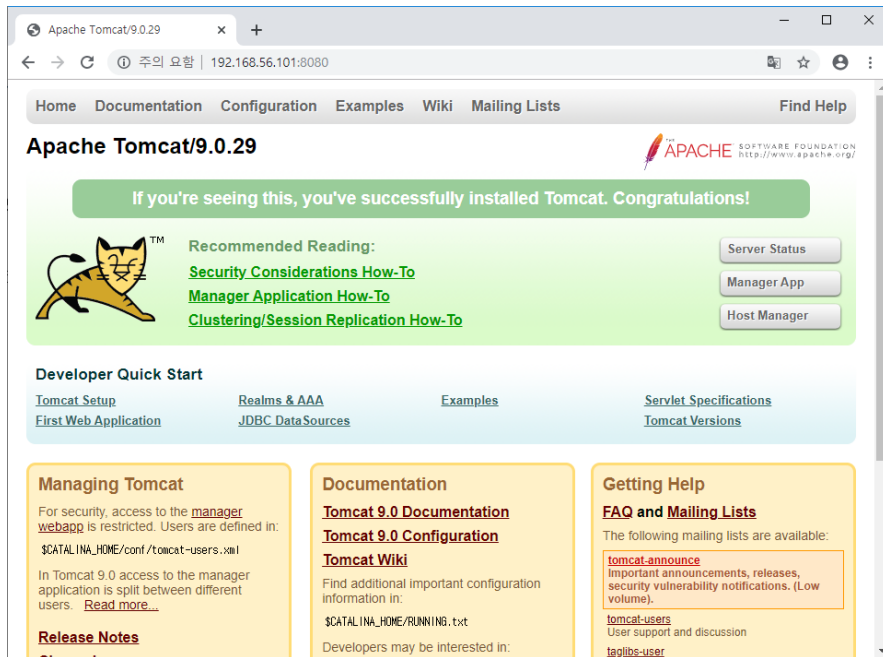 Apache Tomcat/9.0.29
주의 요함 | 192.168.56.101:8080
Home Documentation Configuration Examples Wiki Mailing Lists Find Help
Apache Tomcat/9.0.29
THE
APACHE SOFTWARE FOUNDATION
http://www.apache.org/
If you're seeing this, you've successfully installed Tomcat. Congratulations!
TM
Recommended Reading:
Security Considerations How-To
Manager Application How-To
Clustering/Session Replication How-To
Server Status
Manager App
Host Manager
Developer Quick Start
Tomcat Setup
First Web Application
Realms & AAA
JDBC DataSources
Examples
Servlet Specifications
Tomcat Versions
Managing Tomcat
For security, access to the manager
webapp is restricted. Users are defined in:
$CATALINA_HOME/conf/tomcat-users.xml
In Tomcat 9.0 access to the manager
application is split between different
users. Read more...
Release Notes
Documentation
Tomcat 9.0 Documentation
Tomcat 9.0 Configuration
Tomcat Wiki
Find additional important configuration
information in:
$CATALINA_HOME/RUNNING.txt
Developers may be interested in:
Getting Help
FAQ and Mailing Lists
The following mailing lists are available:
tomcat-announce
Important announcements, releases,
security vulnerability notifications. (Low
volume).
tomcat-users
User support and discussion
taglibs-user